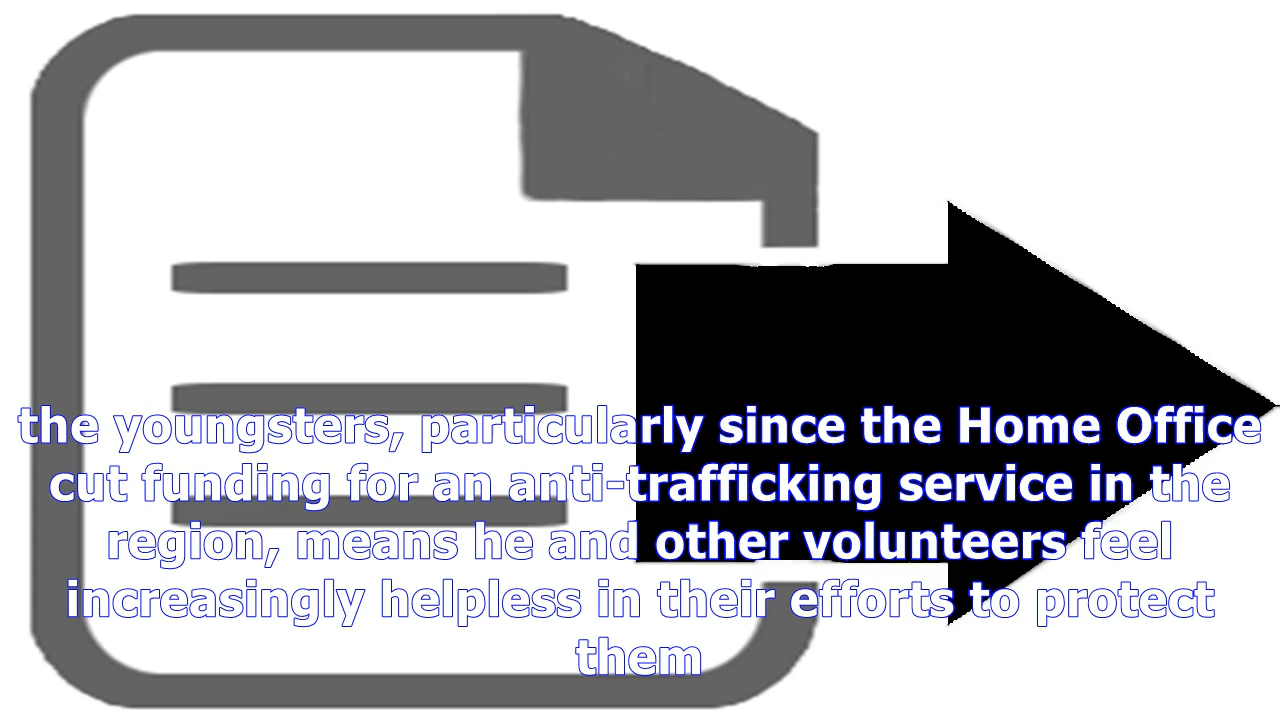 the youngsters, particularly since the Home Office
cut funding for an anti-trafficking service in the
region, means he and other volunteers feel
increasingly helpless in their efforts to protect
them